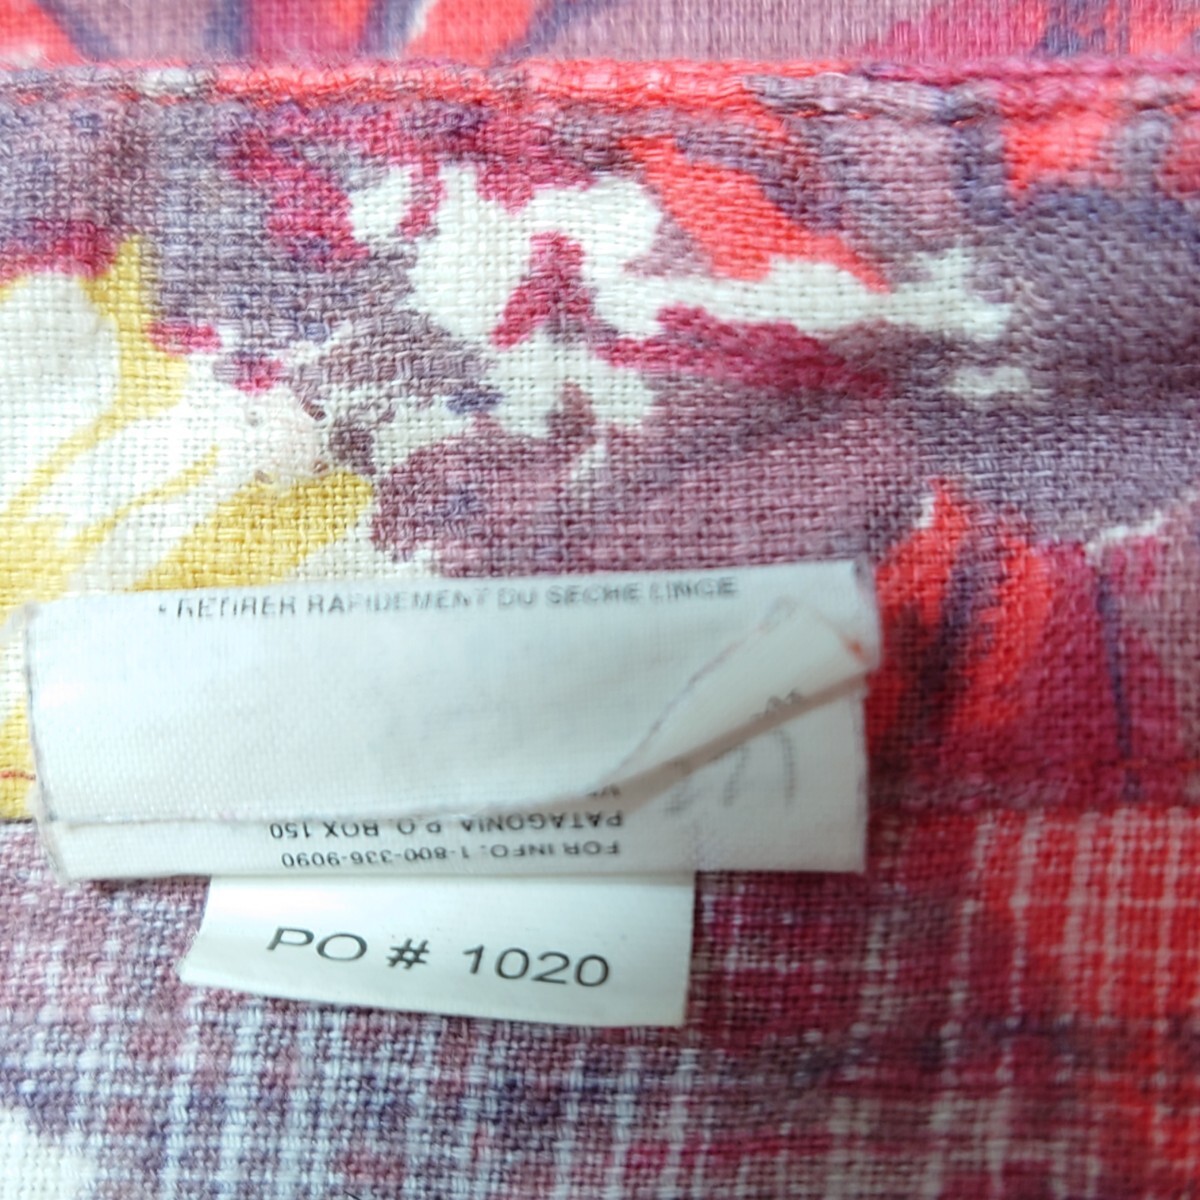 • RETIRER RAPIDEMENT DU SECHE LINGE
PATAGONIA P.O. BOX 150
FOR INFO: 1-800-336-9090
PO # 1020